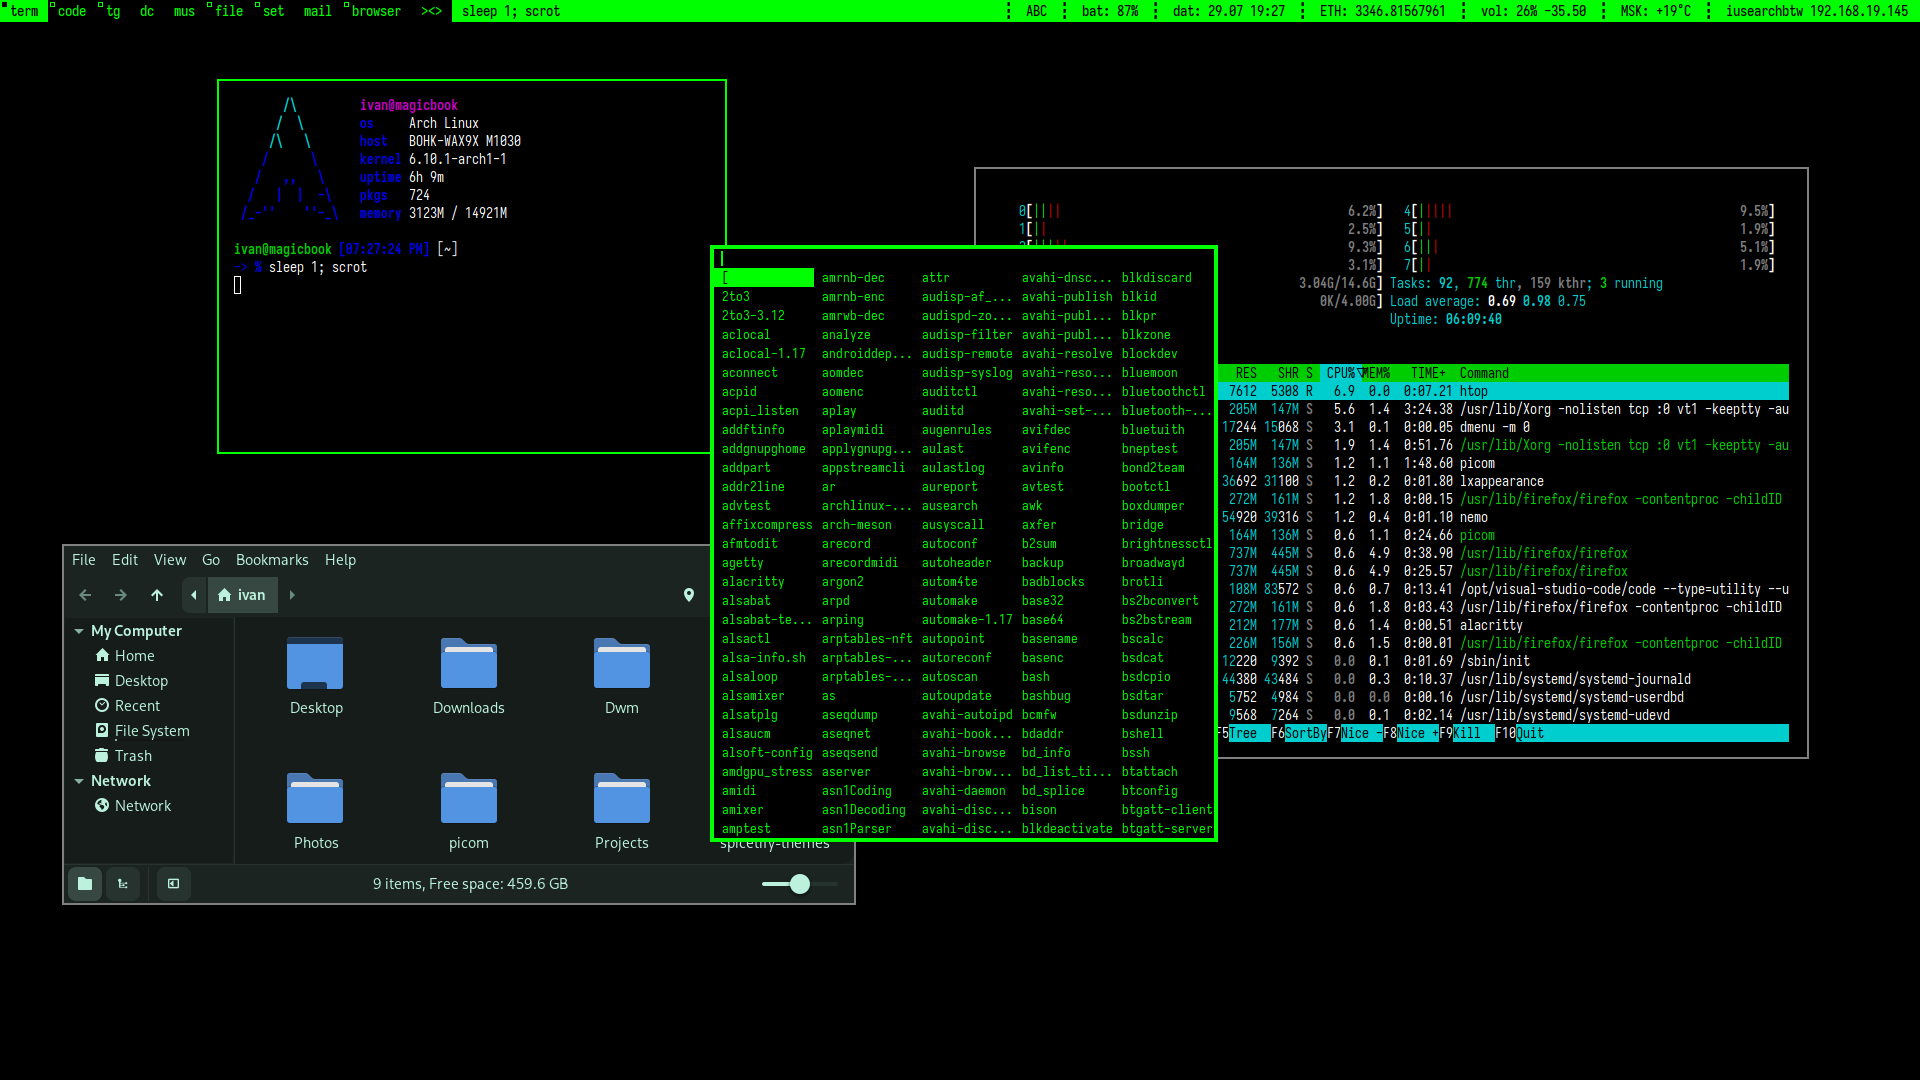 term code tg dc mus file set mail browser ><> sleep 1; scrot
ABC
bat: 87%
dat: 29.07 19:27
ETH: 3346.81567961
vol: 26% -35.50
MSK: +19°C
iusearchbtw 192.168.19.145
ivan@magicbook
os Arch Linux
host BOHK-WAX9X M1030
kernel 6.10.1-arch1-1
uptime 6h 9m
pkgs 724
memory 3123M / 14921M
ivan@magicbook [07:27:24 PM] [~]
-> % sleep 1; scrot
File Edit View Go Bookmarks Help
ivan
My Computer
Home
Desktop
Recent
File System
Trash
Network
Network
Desktop Downloads Dwm
Photos picom Projects spicetify-themes
9 items, Free space: 459.6 GB
[ amrnb-dec attr avahi-dnsc... blkdiscard
2to3 amrnb-enc audisp-af_... avahi-publish blkid
2to3-3.12 amrwb-dec audispd-zo... avahi-publ... blkpr
aclocal analyze audisp-filter avahi-publ... blkzone
aclocal-1.17 androiddep... audisp-remote avahi-resolve blockdev
aconnect aomdec audisp-syslog avahi-reso... bluemoon
acpid aomenc auditctl avahi-reso... bluetoothctl
acpi_listen aplay auditd avahi-set-... bluetooth-...
addftinfo aplaymidi augenrules avifdec bluetuith
addgnupghome applygnupg... aulast avifenc bneptest
addpart appstreamcli aulastlog avinfo bond2team
addr2line ar aureport avtest bootctl
advtest archlinux-... ausearch awk boxdumper
affixcompress arch-meson ausyscall axfer bridge
afmtodit arecord autoconf b2sum brightnessctl
agetty arecordmidi autoheader backup broadwayd
alacritty argon2 autom4te badblocks brotli
alsabat arpd automake base32 bs2bconvert
alsabat-te... arping automake-1.17 base64 bs2bstream
alsactl arptables-nft autopoint basename bscalc
alsa-info.sh arptables-... autoreconf basenc bsdcat
alsaloop arptables-... autoscan bash bsdcpio
alsamixer as autoupdate bashbug bsdtar
alsatplg aseqdump avahi-autoipd bcmfw bsdunzip
alsaucm aseqnet avahi-book... bdaddr bshell
alsoft-config aseqsend avahi-browse bd_info bssh
amdgpu_stress aserver avahi-brow... bd_list_ti... btattach
amidi asn1Coding avahi-daemon bd_splice btconfig
amixer asn1Decoding avahi-disc... bison btgatt-client
amptest asn1Parser avahi-disc... blkdeactivate btgatt-server
0[|||| 6.2%] 4[||||| 9.5%]
1[|| 2.5%] 5[|| 1.9%]
9.3%] 6[||| 5.1%]
3.1%] 7[|| 1.9%]
3.04G/14.6G] Tasks: 92, 774 thr, 159 kthr; 3 running
0K/4.00G] Load average: 0.69 0.98 0.75
Uptime: 06:09:40
RES SHR S CPU%▽MEM% TIME+ Command
7612 5308 R 6.9 0.0 0:07.21 htop
205M 147M S 5.6 1.4 3:24.38 /usr/lib/Xorg -nolisten tcp :0 vt1 -keeptty -au
17244 15068 S 3.1 0.1 0:00.05 dmenu -m 0
205M 147M S 1.9 1.4 0:51.76 /usr/lib/Xorg -nolisten tcp :0 vt1 -keeptty -au
164M 136M S 1.2 1.1 1:48.60 picom
36692 31100 S 1.2 0.2 0:01.80 lxappearance
272M 161M S 1.2 1.8 0:00.15 /usr/lib/firefox/firefox -contentproc -childID
54920 39316 S 1.2 0.4 0:01.10 nemo
164M 136M S 0.6 1.1 0:24.66 picom
737M 445M S 0.6 4.9 0:38.90 /usr/lib/firefox/firefox
737M 445M S 0.6 4.9 0:25.57 /usr/lib/firefox/firefox
108M 83572 S 0.6 0.7 0:13.41 /opt/visual-studio-code/code --type=utility --u
272M 161M S 0.6 1.8 0:03.43 /usr/lib/firefox/firefox -contentproc -childID
212M 177M S 0.6 1.4 0:00.51 alacritty
226M 156M S 0.6 1.5 0:00.01 /usr/lib/firefox/firefox -contentproc -childID
12220 9392 S 0.0 0.1 0:01.69 /sbin/init
44380 43484 S 0.0 0.3 0:10.37 /usr/lib/systemd/systemd-journald
5752 4984 S 0.0 0.0 0:00.16 /usr/lib/systemd/systemd-userdbd
9568 7264 S 0.0 0.1 0:02.14 /usr/lib/systemd/systemd-udevd
F5Tree F6SortByF7Nice -F8Nice +F9Kill F10Quit